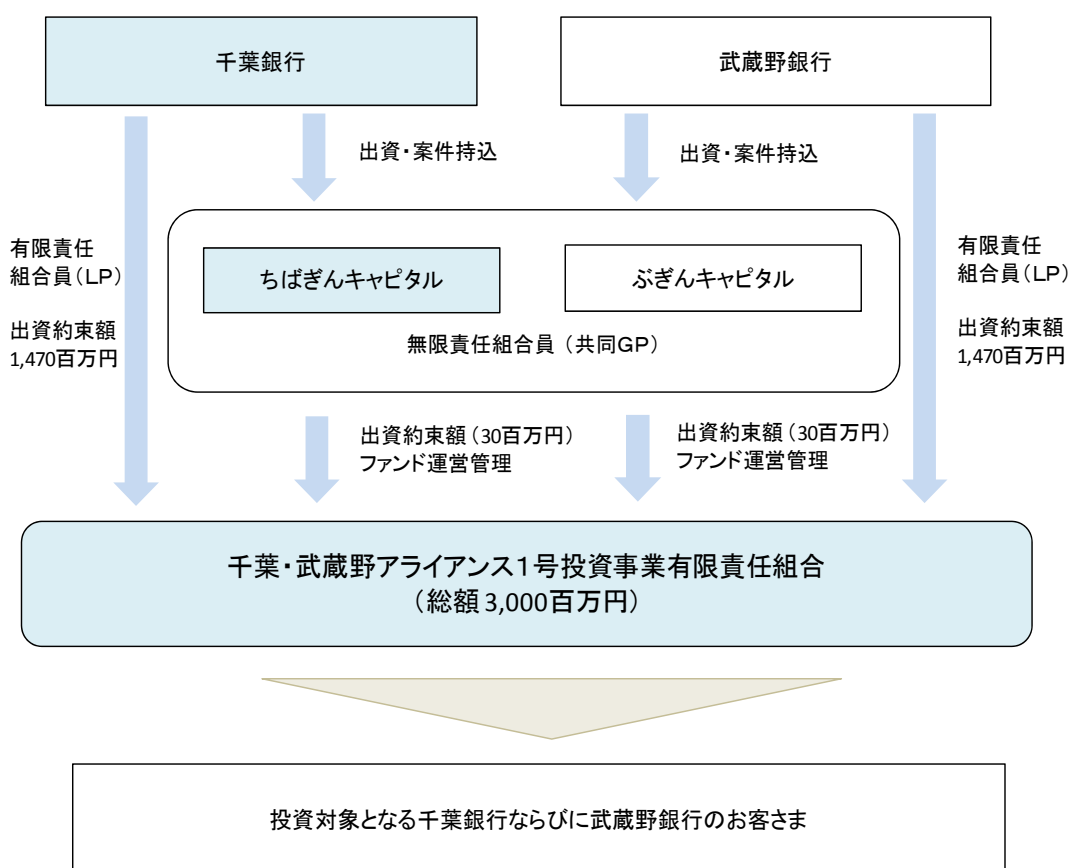 千葉銀行
武蔵野銀行
出資・案件持込
出資・案件持込
有限責任
組合員(LP)
出資約束額
1,470百万円
有限責任
組合員(LP)
出資約束額
1,470百万円
ちばぎんキャピタル
ぶぎんキャピタル
無限責任組合員（共同GP）
出資約束額（30百万円）
ファンド運営管理
出資約束額（30百万円）
ファンド運営管理
千葉・武蔵野アライアンス１号投資事業有限責任組合
（総額 3,000百万円）
投資対象となる千葉銀行ならびに武蔵野銀行のお客さま